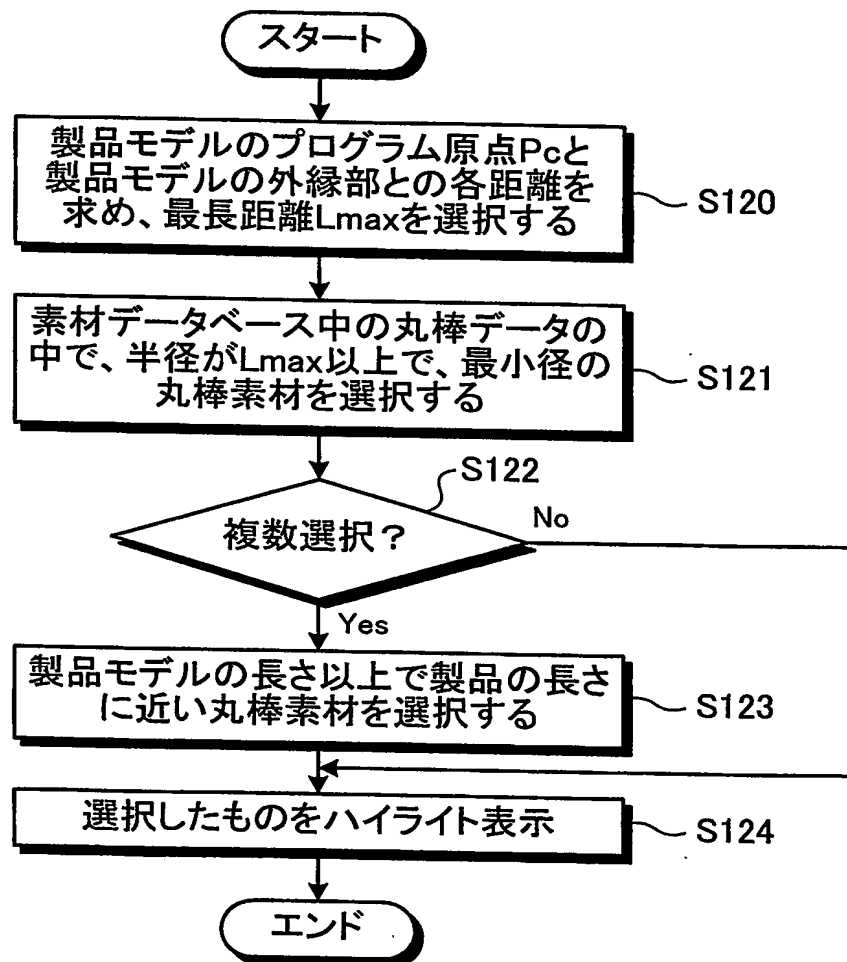 スタート
製品モデルのプログラム原点Pcと
製品モデルの外縁部との各距離を
求め、最長距離Lmaxを選択する
S120
素材データベース中の丸棒データの
中で、半径がLmax以上で、最小径の
丸棒素材を選択する
S121
S122
複数選択?
No
Yes
製品モデルの長さ以上で製品の長さ
に近い丸棒素材を選択する
S123
選択したものをハイライト表示
S124
エンド